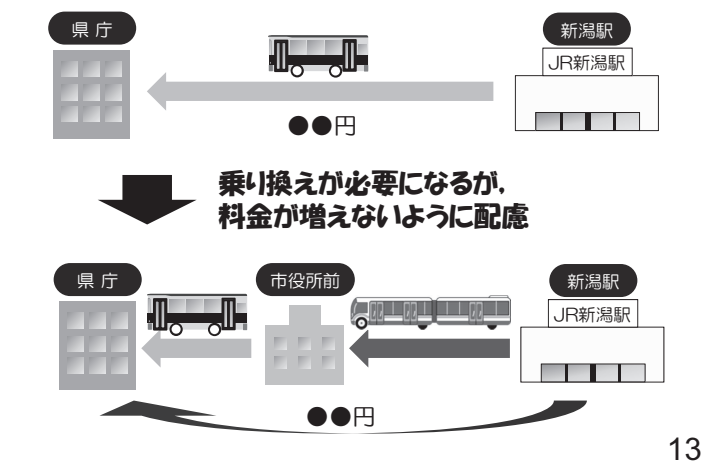 県庁
新潟駅
JR新潟駅
●●円
乗り換えが必要になるが、
料金が増えないように配慮
県庁
市役所前
新潟駅
JR新潟駅
●●円
13